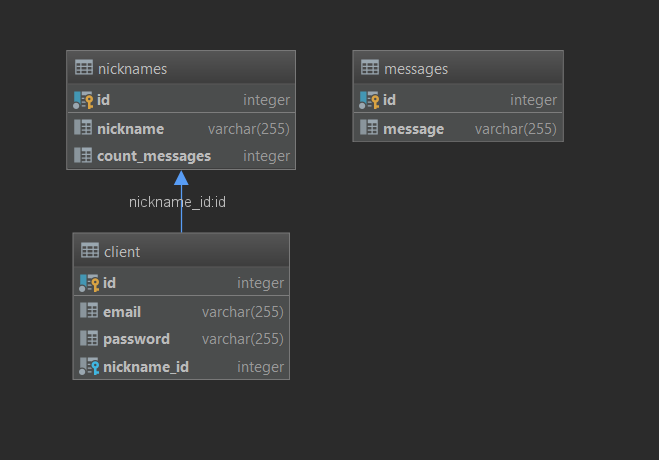 nicknames
id integer
nickname varchar(255)
count_messages integer
messages
id integer
message varchar(255)
nickname_id:id
client
id integer
email varchar(255)
password varchar(255)
nickname_id integer